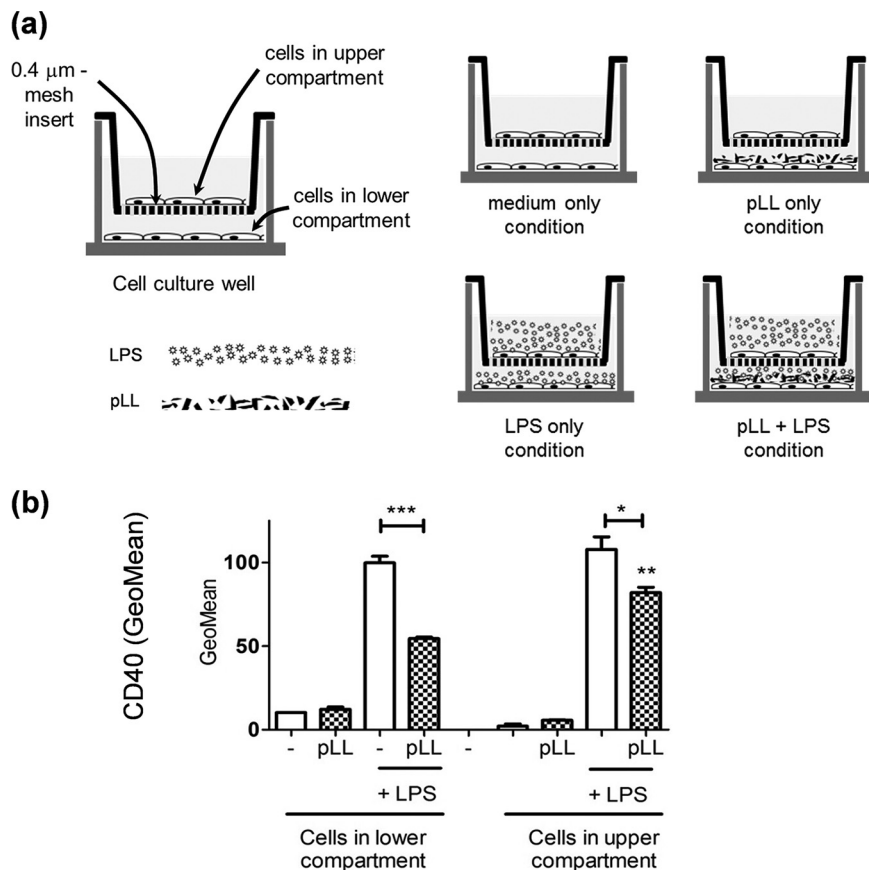 (a)
0.4 μm -
mesh
insert
cells in upper
compartment
cells in lower
compartment
Cell culture well
LPS
pLL
medium only
condition
pLL only
condition
LPS only
condition
pLL + LPS
condition
(b)
CD40 (GeoMean)
GeoMean
100
50
0
***
*
**
- pLL - pLL - pLL pLL
+ LPS + LPS
Cells in lower
compartment
Cells in upper
compartment